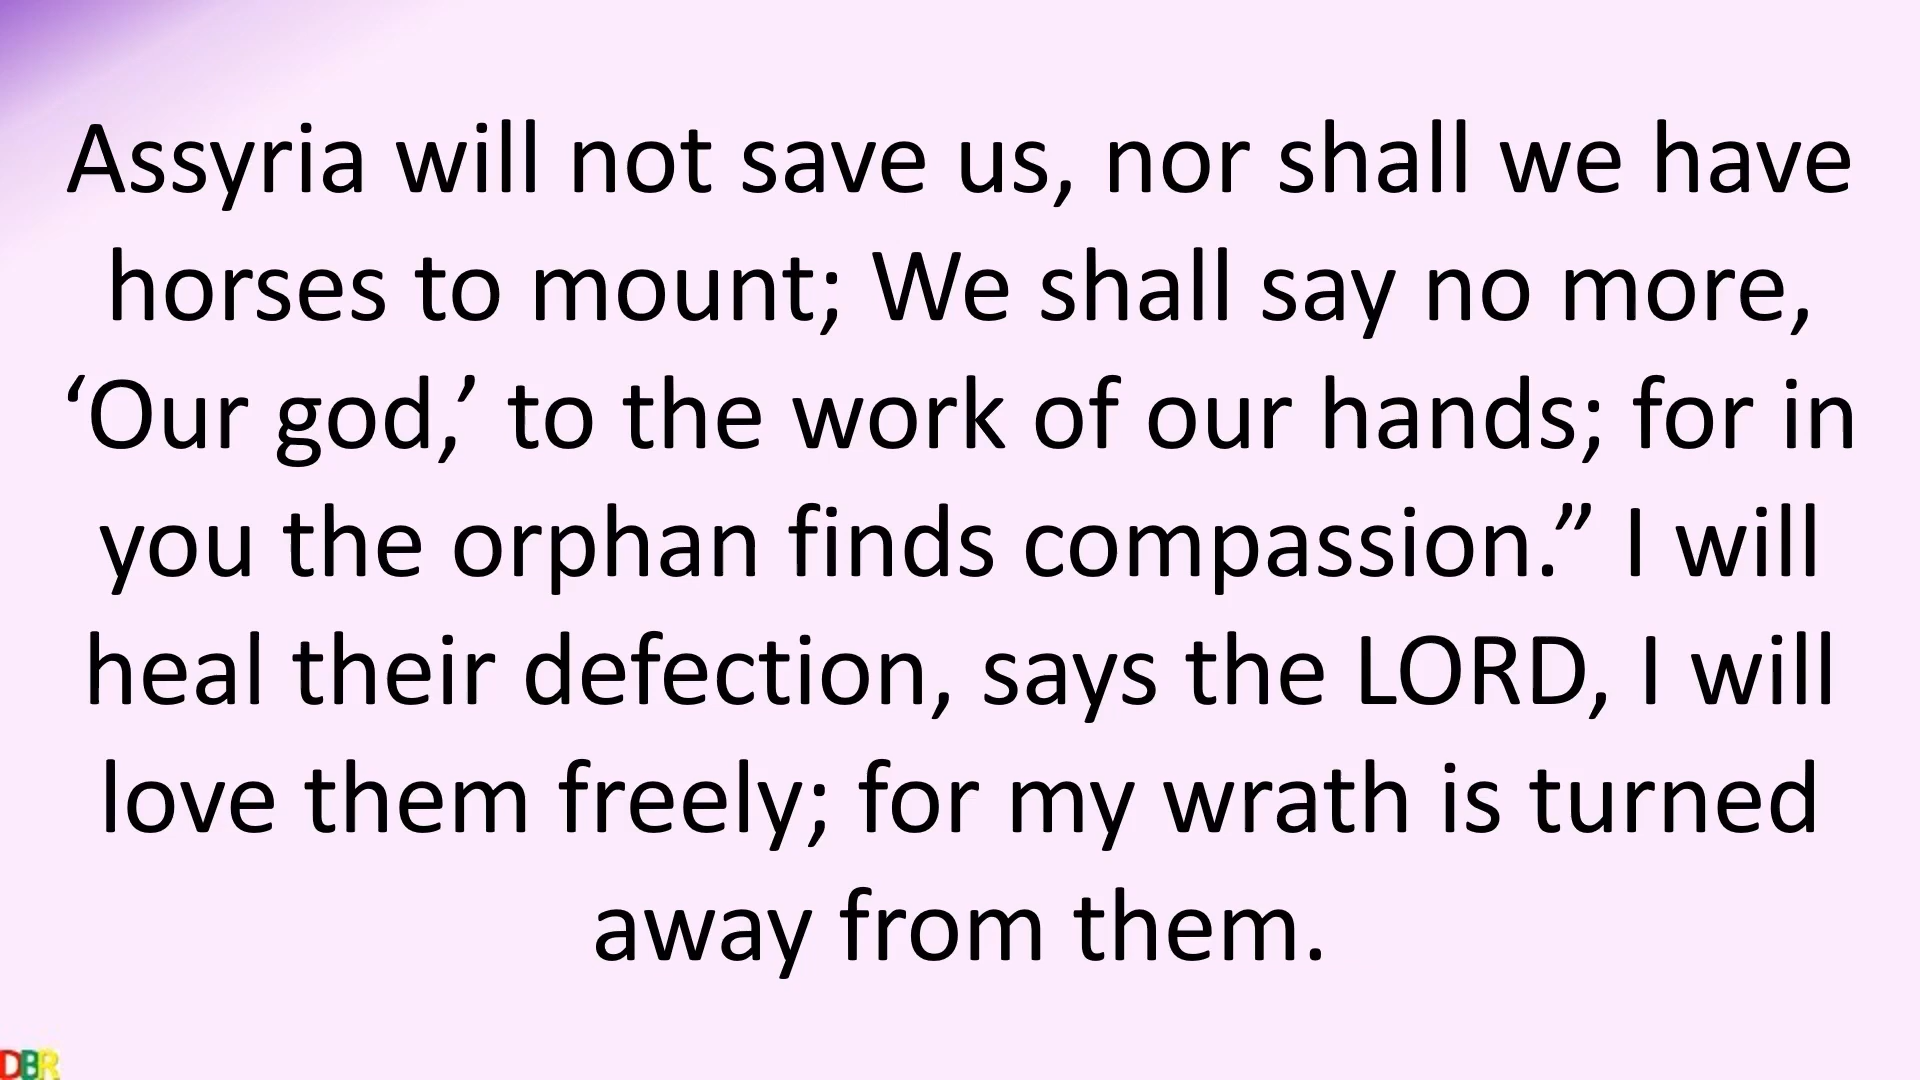 Assyria will not save us, nor shall we have
horses to mount; We shall say no more,
‘Our god,’ to the work of our hands; for in
you the orphan finds compassion.” I will
heal their defection, says the LORD, I will
love them freely; for my wrath is turned
away from them.
DBR